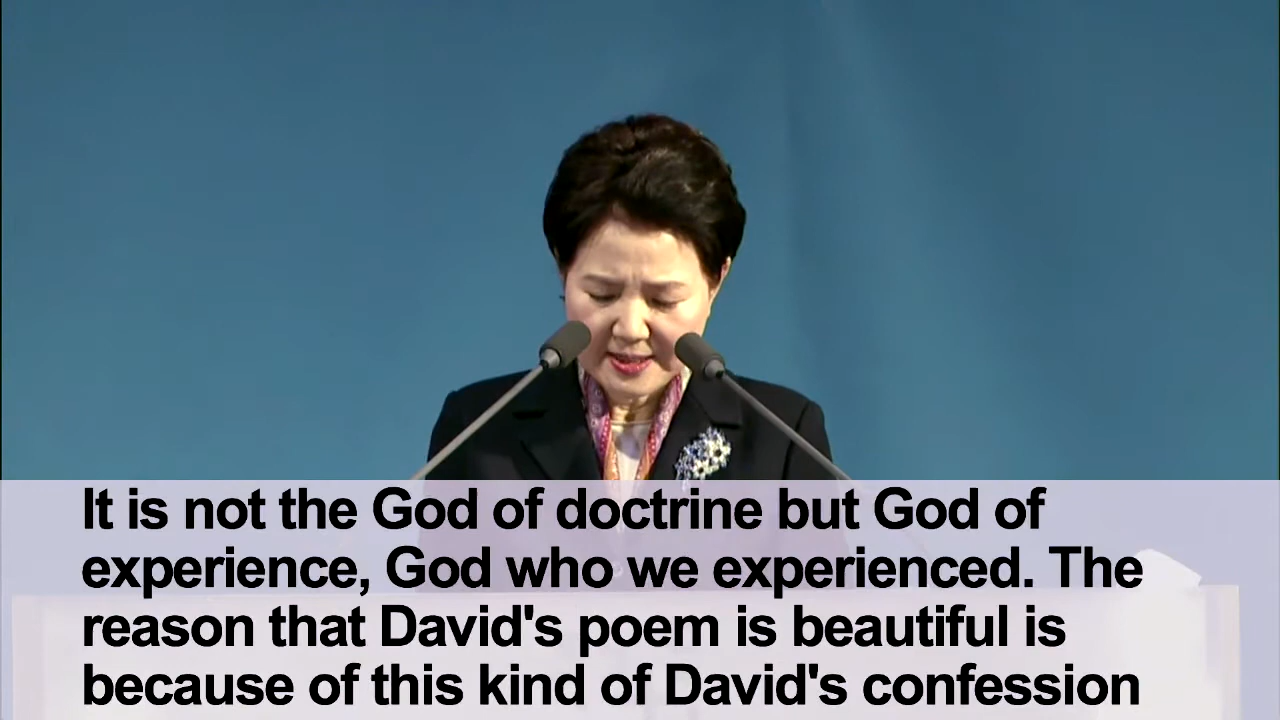 It is not the God of doctrine but God of
experience, God who we experienced. The
reason that David's poem is beautiful is
because of this kind of David's confession